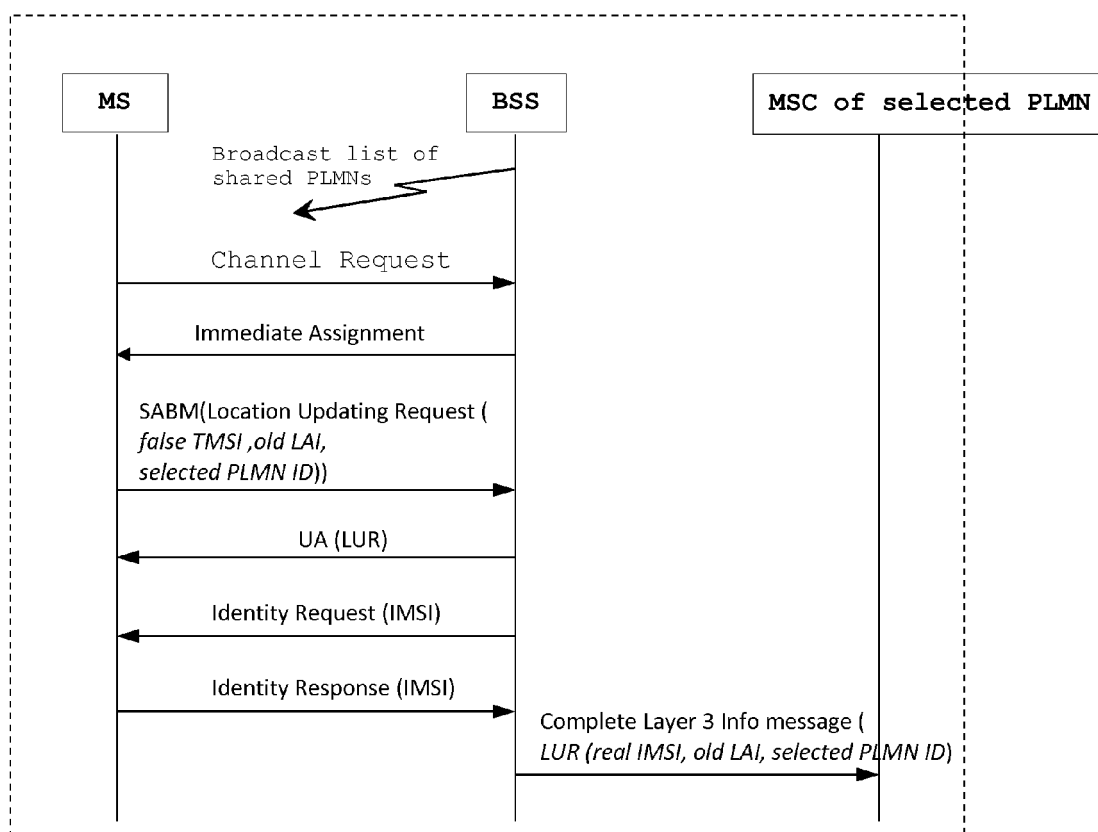 MS
BSS
MSC of selected PLMN
Broadcast list of
shared PLMNs
Channel Request
Immediate Assignment
SABM(Location Updating Request (
false TMSI ,old LAI,
selected PLMN ID))
UA (LUR)
Identity Request (IMSI)
Identity Response (IMSI)
Complete Layer 3 Info message (
LUR (real IMSI, old LAI, selected PLMN ID)